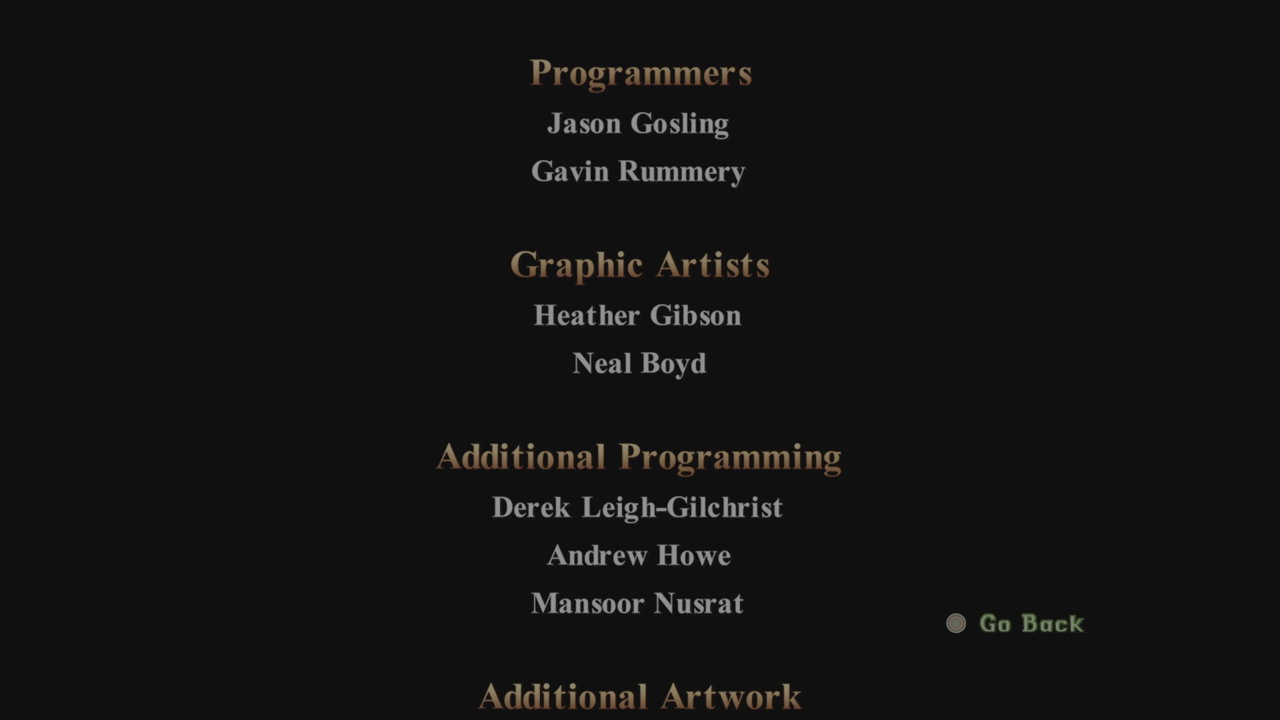 Programmers
Jason Gosling
Gavin Rummery
Graphic Artists
Heather Gibson
Neal Boyd
Additional Programming
Derek Leigh-Gilchrist
Andrew Howe
Mansoor Nusrat
Go Back
Additional Artwork